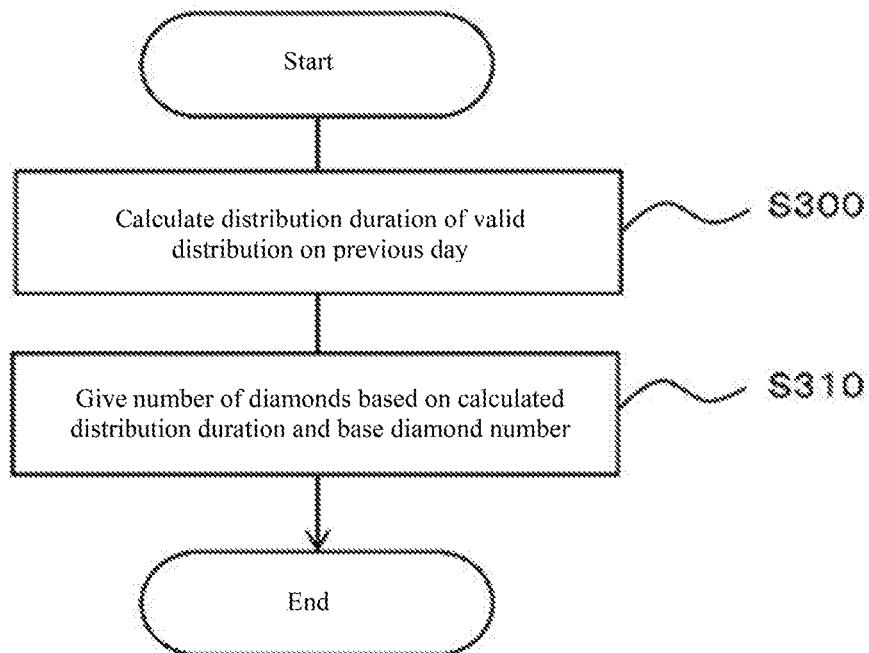 Start
Calculate distribution duration of valid
distribution on previous day
S300
Give number of diamonds based on calculated
distribution duration and base diamond number
S310
End